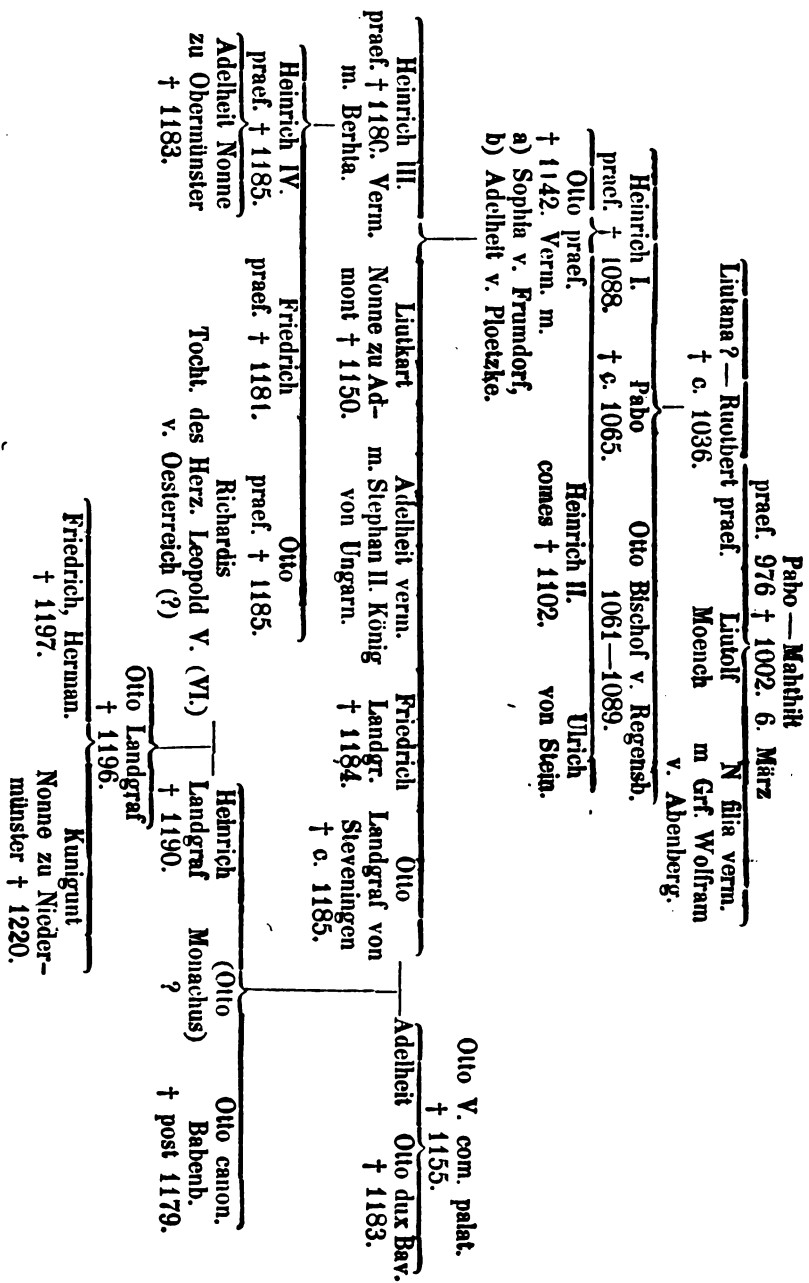 Pabo — Mahthilt
praef. 976 † 1002. 6. März
Liutana? — Ruotbert praef.
† c. 1036.
Liutolf
Moench
N filia verm.
m Grf. Wolfram
v. Abenberg.
Heinrich I.
praef. † 1088.
Pabo
† c. 1065.
Otto Bischof v. Regensb.
1061—1089.
Otto praef.
† 1142. Verm. m.
a) Sophia v. Frumdorf,
b) Adelheit v. Ploetzke.
Heinrich II.
comes † 1102.
Ulrich
von Stein.
Heinrich III.
praef. † 1180. Verm.
m. Berhta.
Liutkart
Nonne zu Ad-
mont † 1150.
Adelheit verm.
m. Stephan II. König
von Ungarn.
Friedrich
Landgr.
† 1184.
Otto
Landgraf von
Steveningen
† c. 1185.
Otto V. com. palat.
† 1155.
Adelheit
Otto dux Bav.
† 1183.
Heinrich IV.
praef. † 1185.
Friedrich
praef. † 1181.
Otto
praef. † 1185.
Adelheit Nonne
zu Obermünster
† 1183.
Richardis
Tocht. des Herz. Leopold V. (VI.)
v. Oesterreich (?)
Heinrich
Landgraf
† 1190.
(Otto
Monachus)
?
Otto canon.
Babenb.
† post 1179.
Otto Landgraf
† 1196.
Friedrich, Herman.
† 1197.
Kunigunt
Nonne zu Nieder-
münster † 1220.